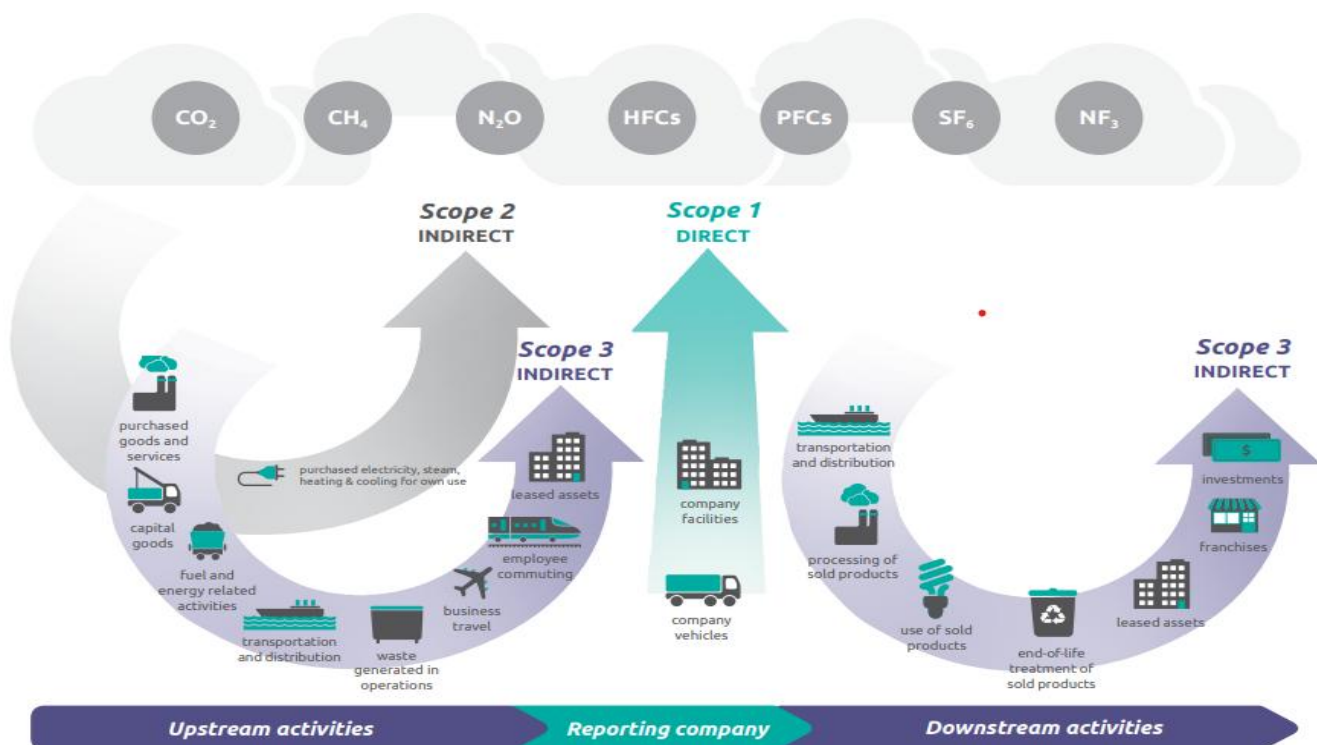 CO₂
CH₄
N₂O
HFCs
PFCs
SF₆
NF₃
Scope 2
INDIRECT
Scope 1
DIRECT
Scope 3
INDIRECT
Scope 3
INDIRECT
purchased
goods and
services
capital
goods
fuel and
energy related
activities
purchased electricity, steam,
heating & cooling for own use
transportation
and distribution
waste
generated in
operations
business
travel
employee
commuting
leased assets
company
facilities
company
vehicles
transportation
and distribution
processing of
sold products
use of sold
products
end-of-life
treatment of
sold products
leased assets
franchises
$
investments
Upstream activities
Reporting company
Downstream activities